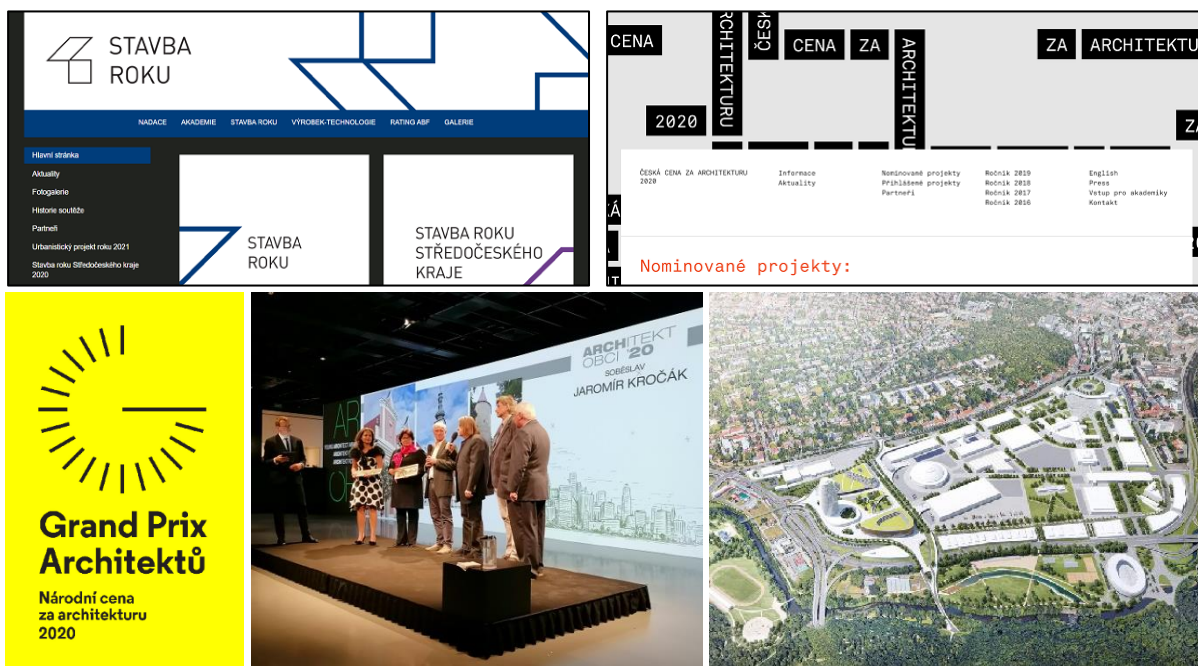 STAVBA
ROKU
NADACE AKADEMIE STAVBA ROKU VÝROBEK-TECHNOLOGIE RATING ABF GALERIE
Hlavní stránka
Aktuality
Fotogalerie
Historie soutěže
Partneři
Urbanistický projekt roku 2021
Stavba roku Středočeského kraje
2020
STAVBA
ROKU
STAVBA ROKU
STŘEDOČESKÉHO
KRAJE
CENA
ARCHITEKTURU
ČESKÁ
CENA
ZA
ARCHITEKTU
ZA
ARCHITEKTU
2020
ZA
ČESKÁ CENA ZA ARCHITEKTURU
2020
Informace
Aktuality
Nominované projekty
Přihlášené projekty
Partneři
Ročník 2019
Ročník 2018
Ročník 2017
Ročník 2016
English
Press
Vstup pro akademiky
Kontakt
Nominované projekty:
Grand Prix
Architektů
Národní cena
za architekturu
2020
ARCHITEKT
OBCÍ '20
SOBĚSLAV
JAROMÍR KROČÁK